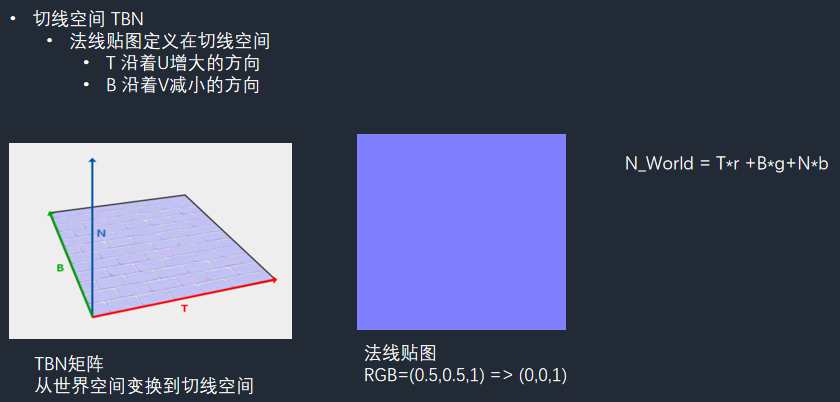 • 切线空间 TBN
• 法线贴图定义在切线空间
• T 沿着U增大的方向
• B 沿着V减小的方向
N_World = T*r +B*g+N*b
N
B
T
TBN矩阵
从世界空间变换到切线空间
法线贴图
RGB=(0.5,0.5,1) => (0,0,1)